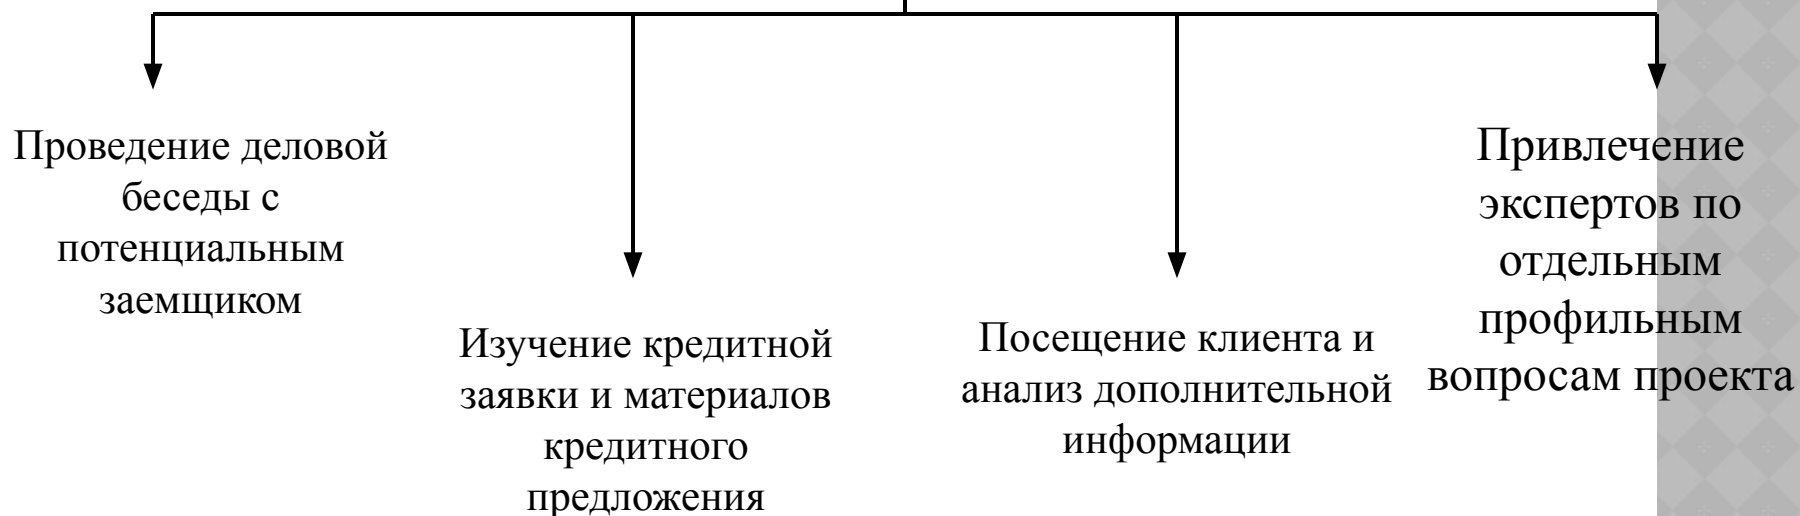 Проведение деловой
беседы с
потенциальным
заемщиком
Изучение кредитной
заявки и материалов
кредитного
предложения
Посещение клиента и
анализ дополнительной
информации
Привлечение
экспертов по
отдельным
профильным
вопросам проекта